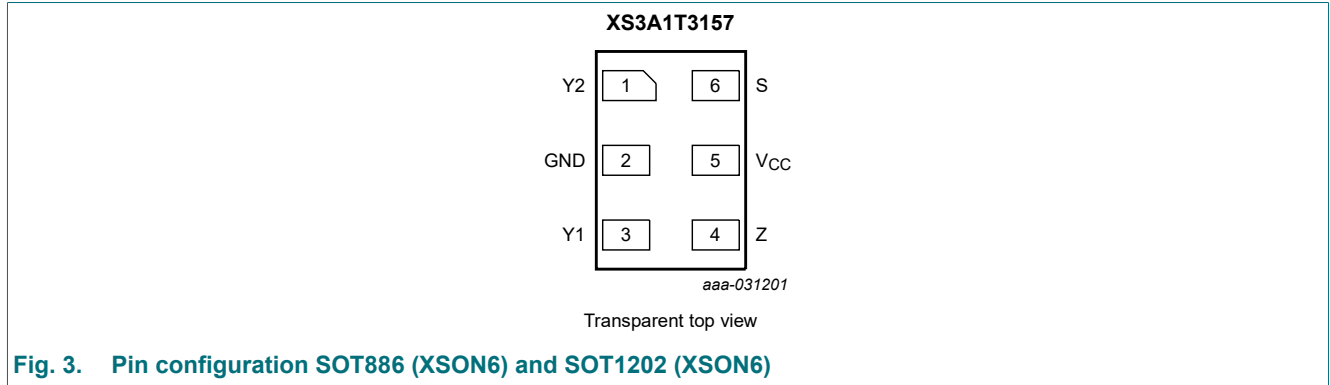 XS3A1T3157
Y2 1 6 S
GND 2 5 VCC
Y1 3 4 Z
aaa-031201
Transparent top view
Fig. 3. Pin configuration SOT886 (XSON6) and SOT1202 (XSON6)